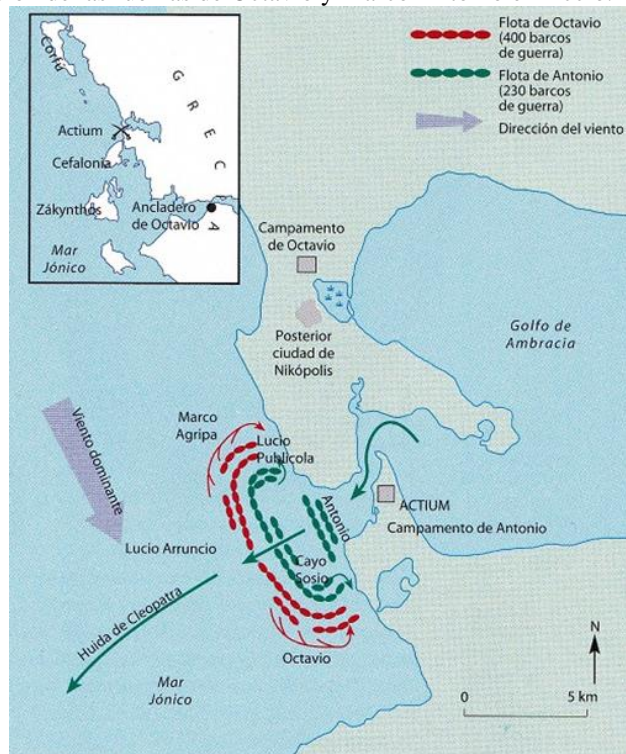 Flota de Octavio
(400 barcos
de guerra)
Flota de Antonio
(230 barcos
de guerra)
Dirección del viento
Corfú
G R E C I A
Actium
Cefalonia
Zákynthos
Ancladero
de Octavio
Mar
Jónico
Campamento
de Octavio
Posterior
ciudad de
Nikópolis
Golfo de
Ambracia
Viento dominante
Marco
Agripa
Lucio
Publicola
Antonio
ACTIUM
Campamento de Antonio
Lucio Arruncio
Cayo
Sosio
Huida de Cleopatra
Octavio
Mar
Jónico
N
0 5 km